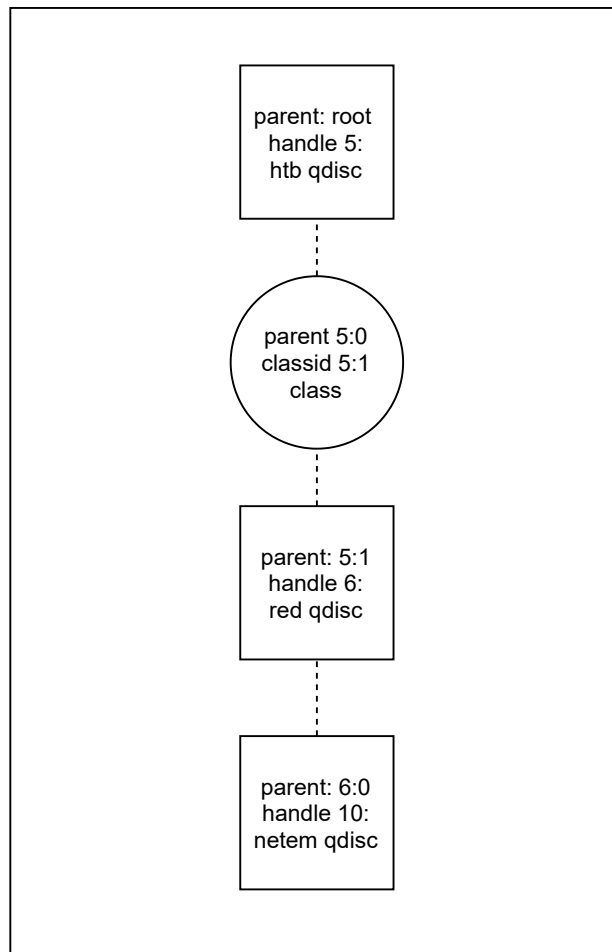 parent: root
handle 5:
htb qdisc
parent 5:0
classid 5:1
class
parent: 5:1
handle 6:
red qdisc
parent: 6:0
handle 10:
netem qdisc